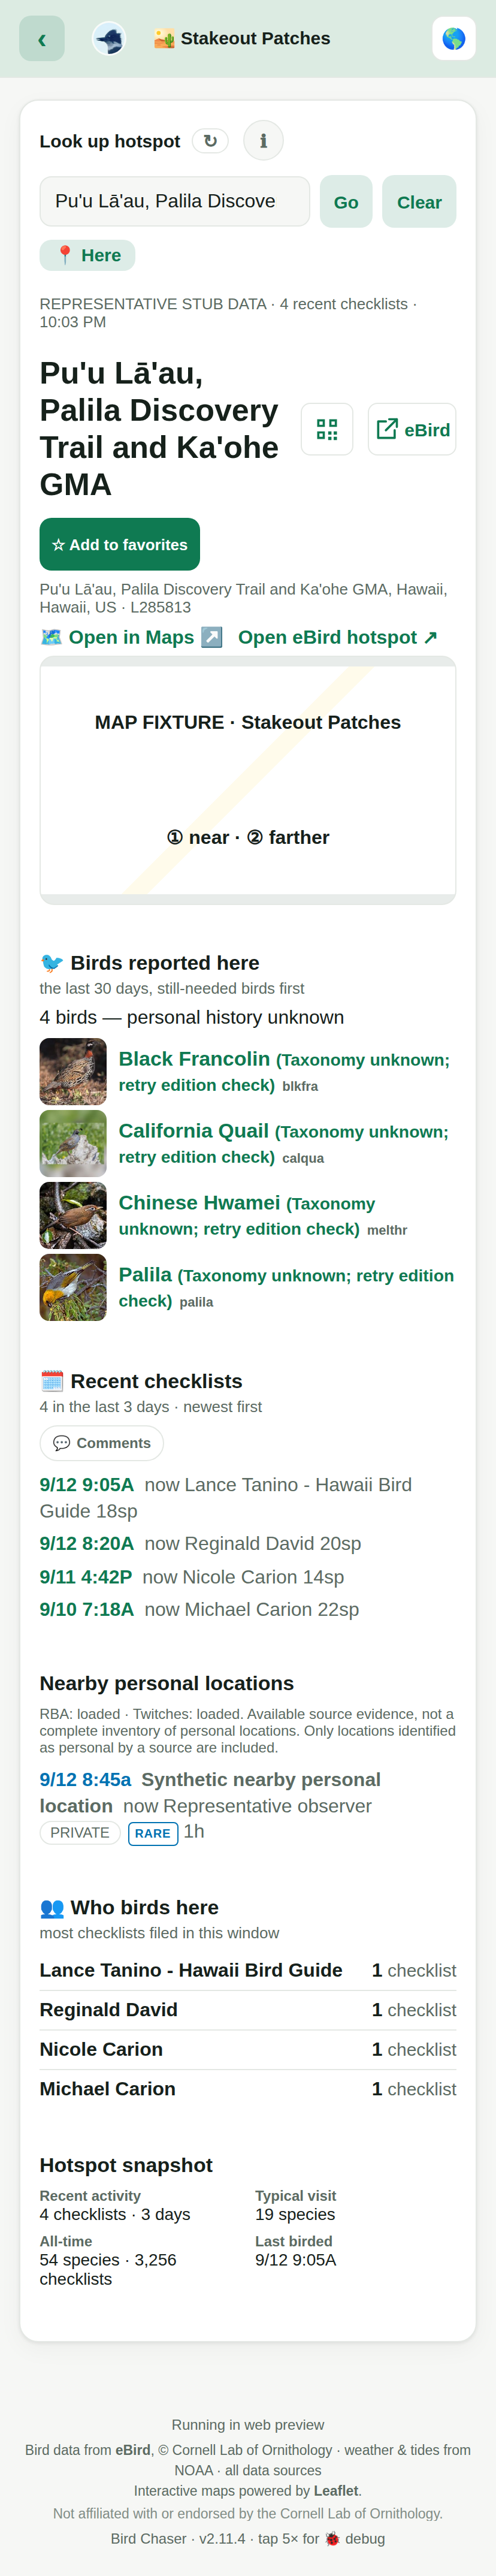 ‹ 🏜️ Stakeout Patches 🌎
Look up hotspot ↻ ℹ
Pu'u Lā'au, Palila Discove Go Clear
📍 Here
REPRESENTATIVE STUB DATA · 4 recent checklists ·
10:03 PM
Pu'u Lā'au,
Palila Discovery
Trail and Ka'ohe
GMA
eBird
☆ Add to favorites
Pu'u Lā'au, Palila Discovery Trail and Ka'ohe GMA, Hawaii,
Hawaii, US · L285813
🗺️ Open in Maps ↗️ Open eBird hotspot ↗
MAP FIXTURE · Stakeout Patches
① near · ② farther
🐦 Birds reported here
the last 30 days, still-needed birds first
4 birds — personal history unknown
Black Francolin (Taxonomy unknown;
retry edition check) blkfra
California Quail (Taxonomy unknown;
retry edition check) calqua
Chinese Hwamei (Taxonomy
unknown; retry edition check) melthr
Palila (Taxonomy unknown; retry edition
check) palila
🗓️ Recent checklists
4 in the last 3 days · newest first
💬 Comments
9/12 9:05A now Lance Tanino - Hawaii Bird
Guide 18sp
9/12 8:20A now Reginald David 20sp
9/11 4:42P now Nicole Carion 14sp
9/10 7:18A now Michael Carion 22sp
Nearby personal locations
RBA: loaded · Twitches: loaded. Available source evidence, not a
complete inventory of personal locations. Only locations identified
as personal by a source are included.
9/12 8:45a Synthetic nearby personal
location now Representative observer
PRIVATE RARE 1h
👥 Who birds here
most checklists filed in this window
Lance Tanino - Hawaii Bird Guide 1 checklist
Reginald David 1 checklist
Nicole Carion 1 checklist
Michael Carion 1 checklist
Hotspot snapshot
Recent activity Typical visit
4 checklists · 3 days 19 species
All-time Last birded
54 species · 3,256 9/12 9:05A
checklists
Running in web preview
Bird data from eBird, © Cornell Lab of Ornithology · weather & tides from
NOAA · all data sources
Interactive maps powered by Leaflet.
Not affiliated with or endorsed by the Cornell Lab of Ornithology.
Bird Chaser · v2.11.4 · tap 5× for 🐞 debug